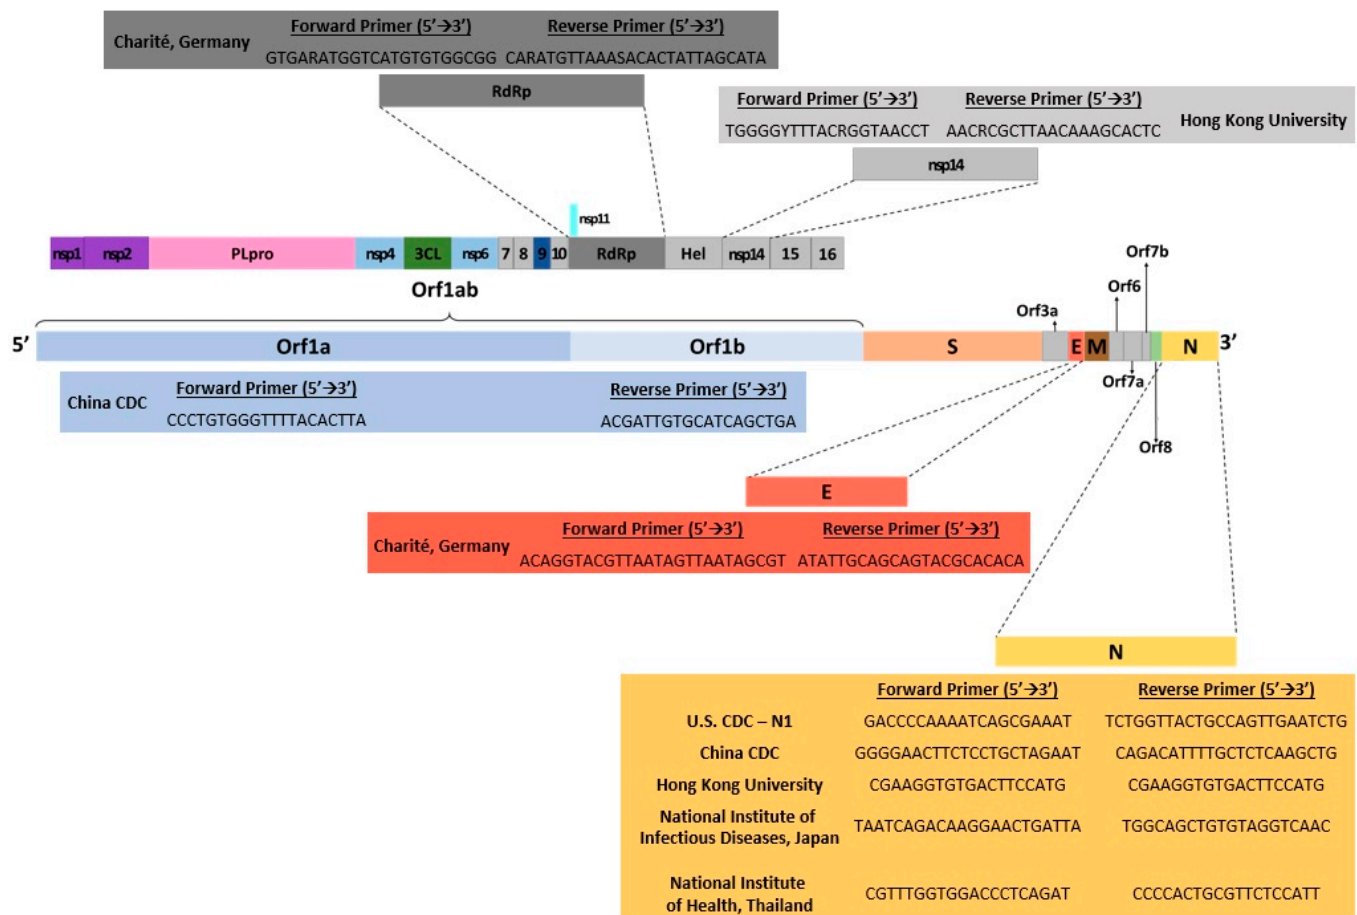 Forward Primer (5’→3’) Reverse Primer (5’→3’)
Charité, Germany
GTGARATGGTCATGTGTGGCGG CARATGTTAAASACACTATTAGCATA
RdRp
Forward Primer (5’→3’) Reverse Primer (5’→3’)
TGGGGYTTTACRGGTAACCT AACRCGCTTAACAAAGCACTC Hong Kong University
nsp14
nsp11
nsp1 nsp2 PLpro nsp4 3CL nsp6 7 8 9 10 RdRp Hel nsp14 15 16
Orf1ab
Orf7b
Orf6
Orf3a
5’ Orf1a Orf1b S E M N 3’
Orf7a
Orf8
Forward Primer (5’→3’) Reverse Primer (5’→3’)
China CDC
CCCTGTGGGTTTTACACTTA ACGATTGTGCATCAGCTGA
E
Forward Primer (5’→3’) Reverse Primer (5’→3’)
Charité, Germany
ACAGGTACGTTAATAGTTAATAGCGT ATATTGCAGCAGTACGCACACA
N
Forward Primer (5’→3’) Reverse Primer (5’→3’)
U.S. CDC – N1 GACCCCAAAATCAGCGAAAT TCTGGTTACTGCCAGTTGAATCTG
China CDC GGGGAACTTCTCCTGCTAGAAT CAGACATTTTGCTCTCAAGCTG
Hong Kong University CGAAGGTGTGACTTCCATG CGAAGGTGTGACTTCCATG
National Institute of
Infectious Diseases, Japan TAATCAGACAAGGAACTGATTA TGGCAGCTGTGTAGGTCAAC
National Institute
of Health, Thailand CGTTTGGTGGACCCTCAGAT CCCCACTGCGTTCTCCATT